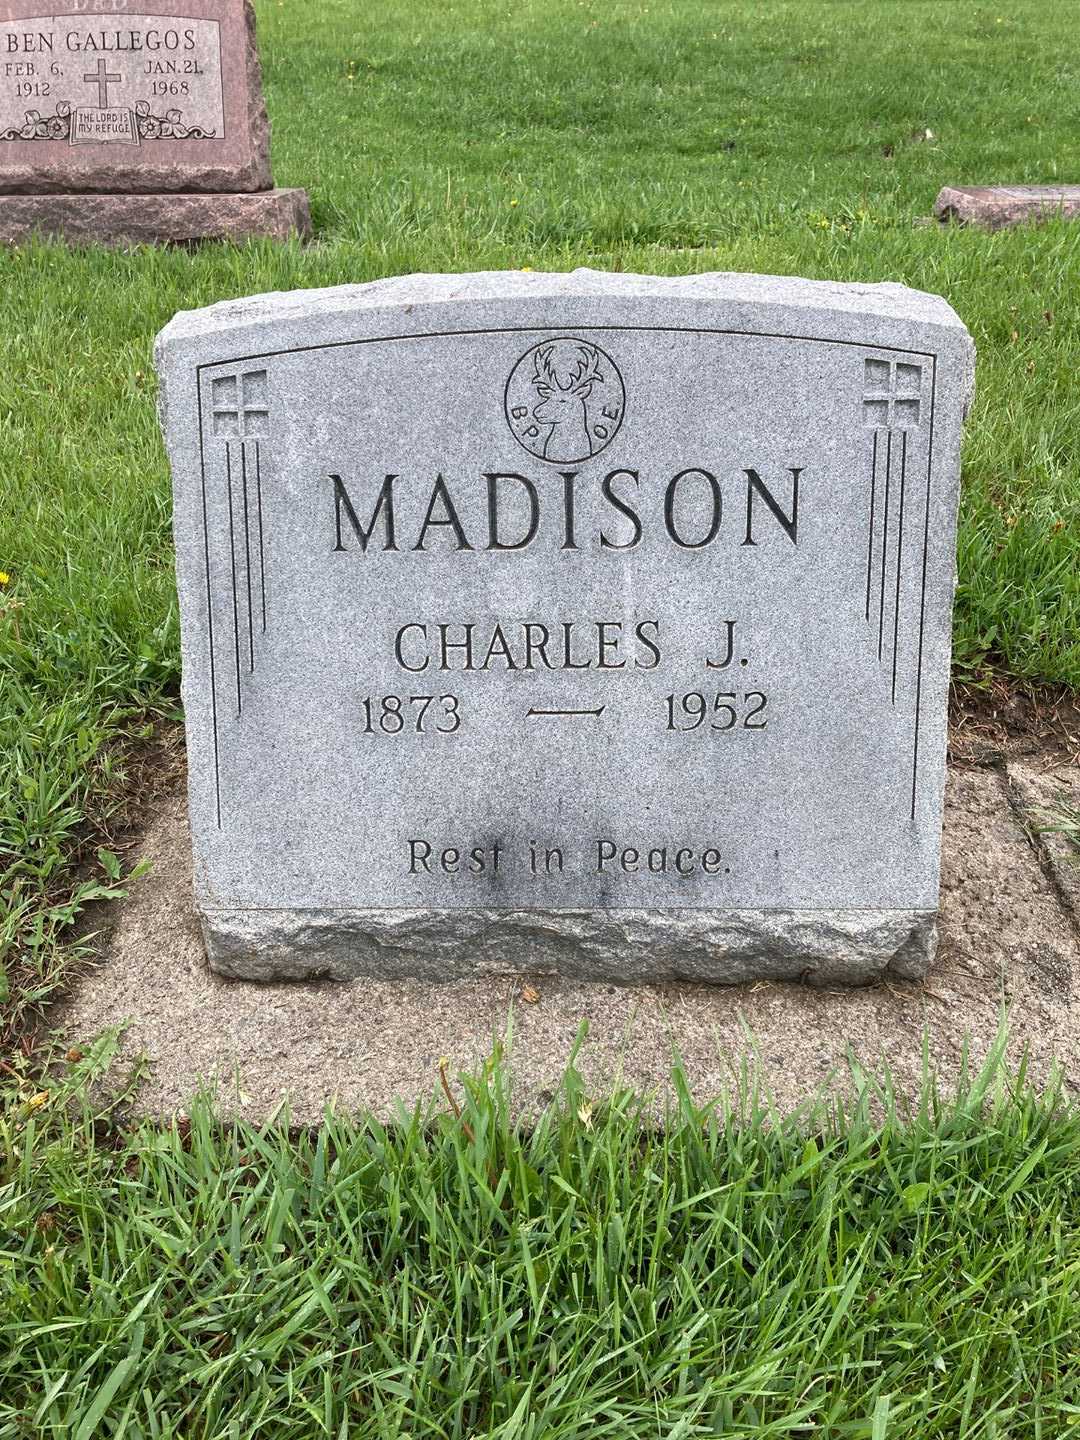 DAD
BEN GALLEGOS
FEB. 6, JAN. 21,
1912 1968
THE LORD IS
MY REFUGE
B.P.O.E.
MADISON
CHARLES J.
1873 — 1952
Rest in Peace.